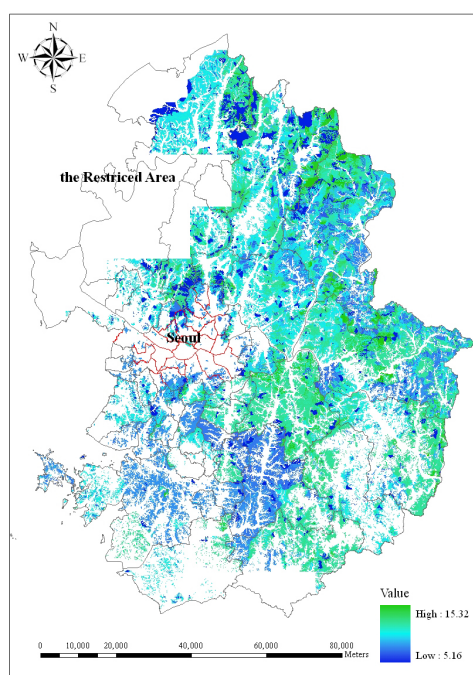 N
W E
S
the Restriced Area
Seoul
Value
High : 15.32
Low : 5.16
0 10,000 20,000 40,000 60,000 80,000
Meters